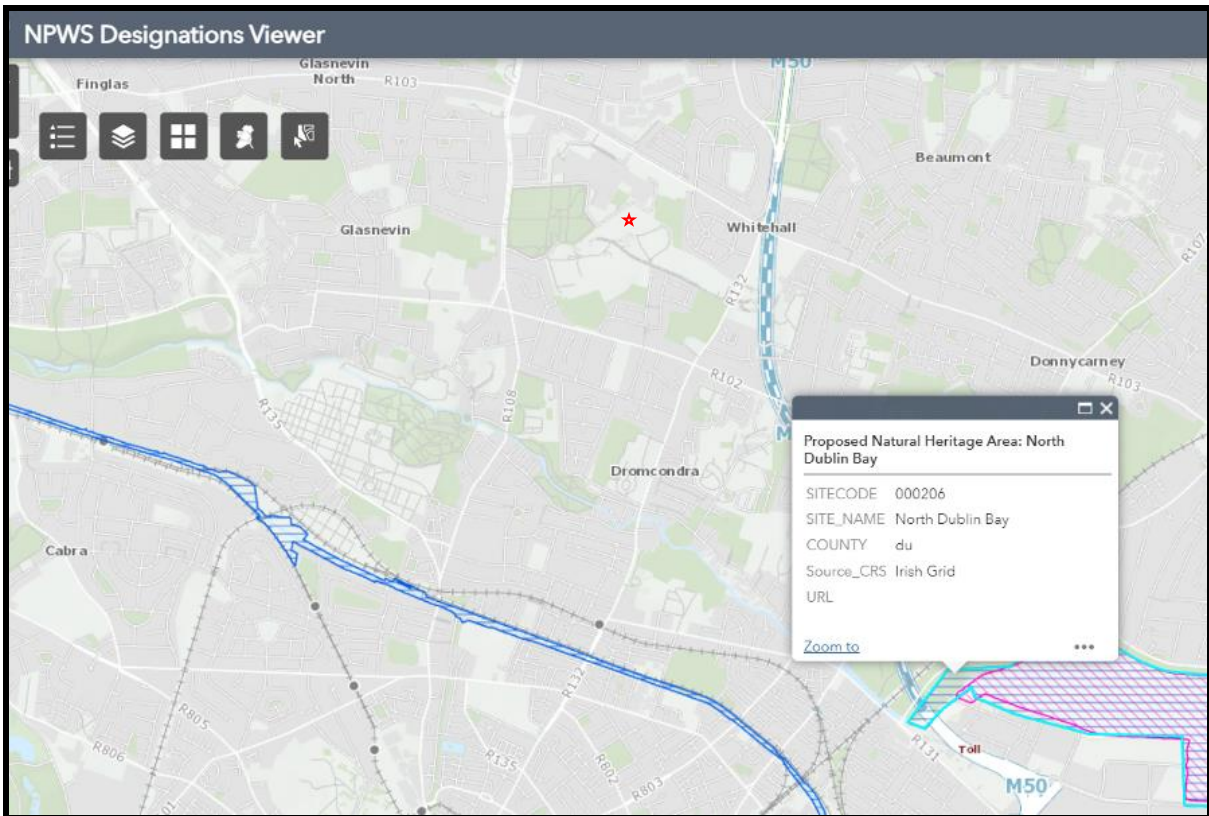 NPWS Designations Viewer
Glasnevin
North
M50
Finglas
R103
Beaumont
Glasnevin
Whitehall
R107
R132
Donnycarney
R103
R102
R108
R135
M
Proposed Natural Heritage Area: North
Dublin Bay
Dromcondra
SITECODE 000206
SITE_NAME North Dublin Bay
COUNTY du
Source_CRS Irish Grid
URL
Cabra
Zoom to
R132
R805
R806
R135
R802
R803
R131
Toll
M50
01